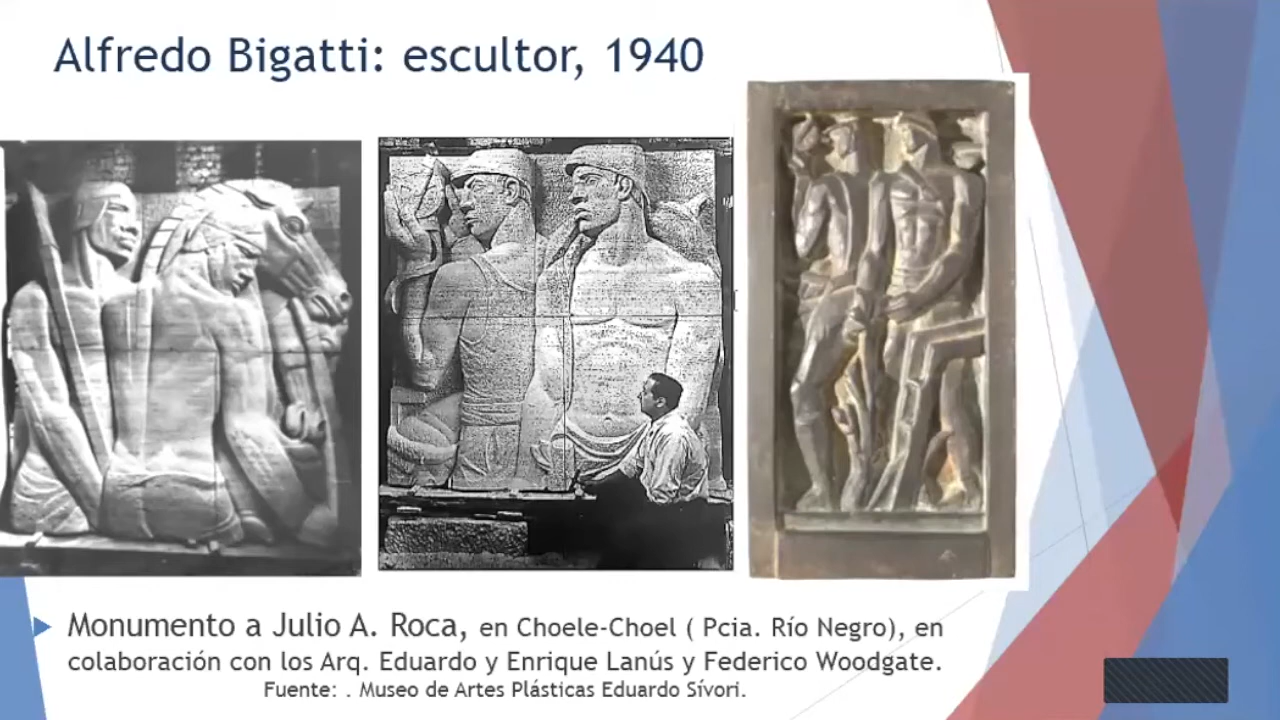 Alfredo Bigatti: escultor, 1940
Monumento a Julio A. Roca, en Choele-Choel ( Pcia. Río Negro), en
colaboración con los Arq. Eduardo y Enrique Lanús y Federico Woodgate.
Fuente: . Museo de Artes Plásticas Eduardo Sívori.